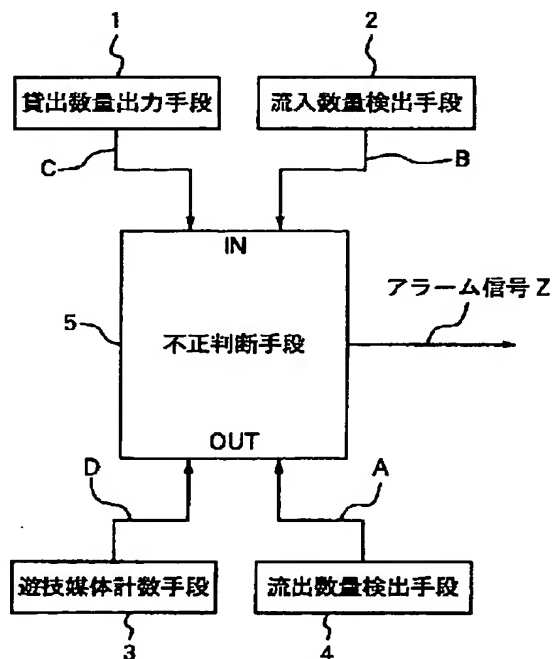 1
2
貸出数量出力手段
流入数量検出手段
C
B
IN
アラーム信号 Z
5
不正判断手段
OUT
D
A
遊技媒体計数手段
流出数量検出手段
3
4